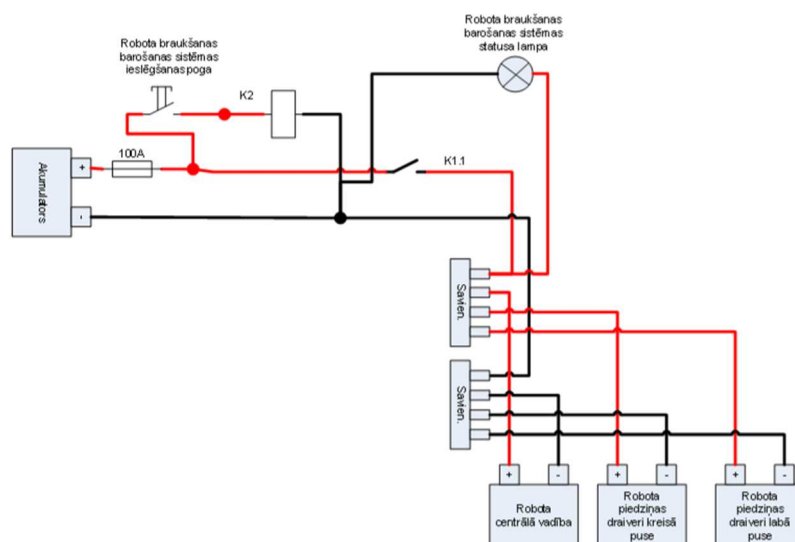 Robota braukšanas
barošanas sistēmas
statusa lampa
Robota braukšanas
barošanas sistēmas
ieslēgšanas poga
K2
100A
K1.1
Akumulators
+
-
Savien.
Savien.
+
-
+
-
+
-
Robota
centrālā vadība
Robota
piedziņas
draiveri kreisā
puse
Robota
piedziņas
draiveri labā
puse